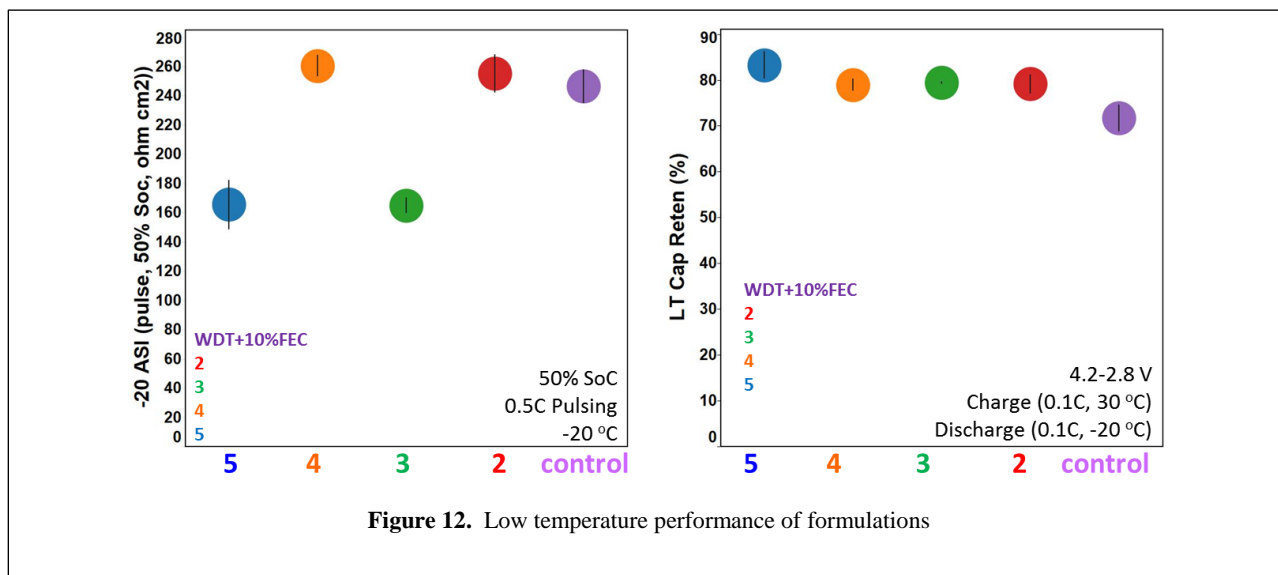 -20 ASI (pulse, 50% Soc, ohm cm2))
280
260
240
220
200
180
160
140
120
100
80
60
40
20
0
WDT+10%FEC
2
3
4
5
50% SoC
0.5C Pulsing
-20 °C
5 4 3 2 control
LT Cap Reten (%)
90
80
70
60
50
40
30
20
10
0
WDT+10%FEC
2
3
4
5
4.2-2.8 V
Charge (0.1C, 30 °C)
Discharge (0.1C, -20 °C)
5 4 3 2 control
Figure 12. Low temperature performance of formulations